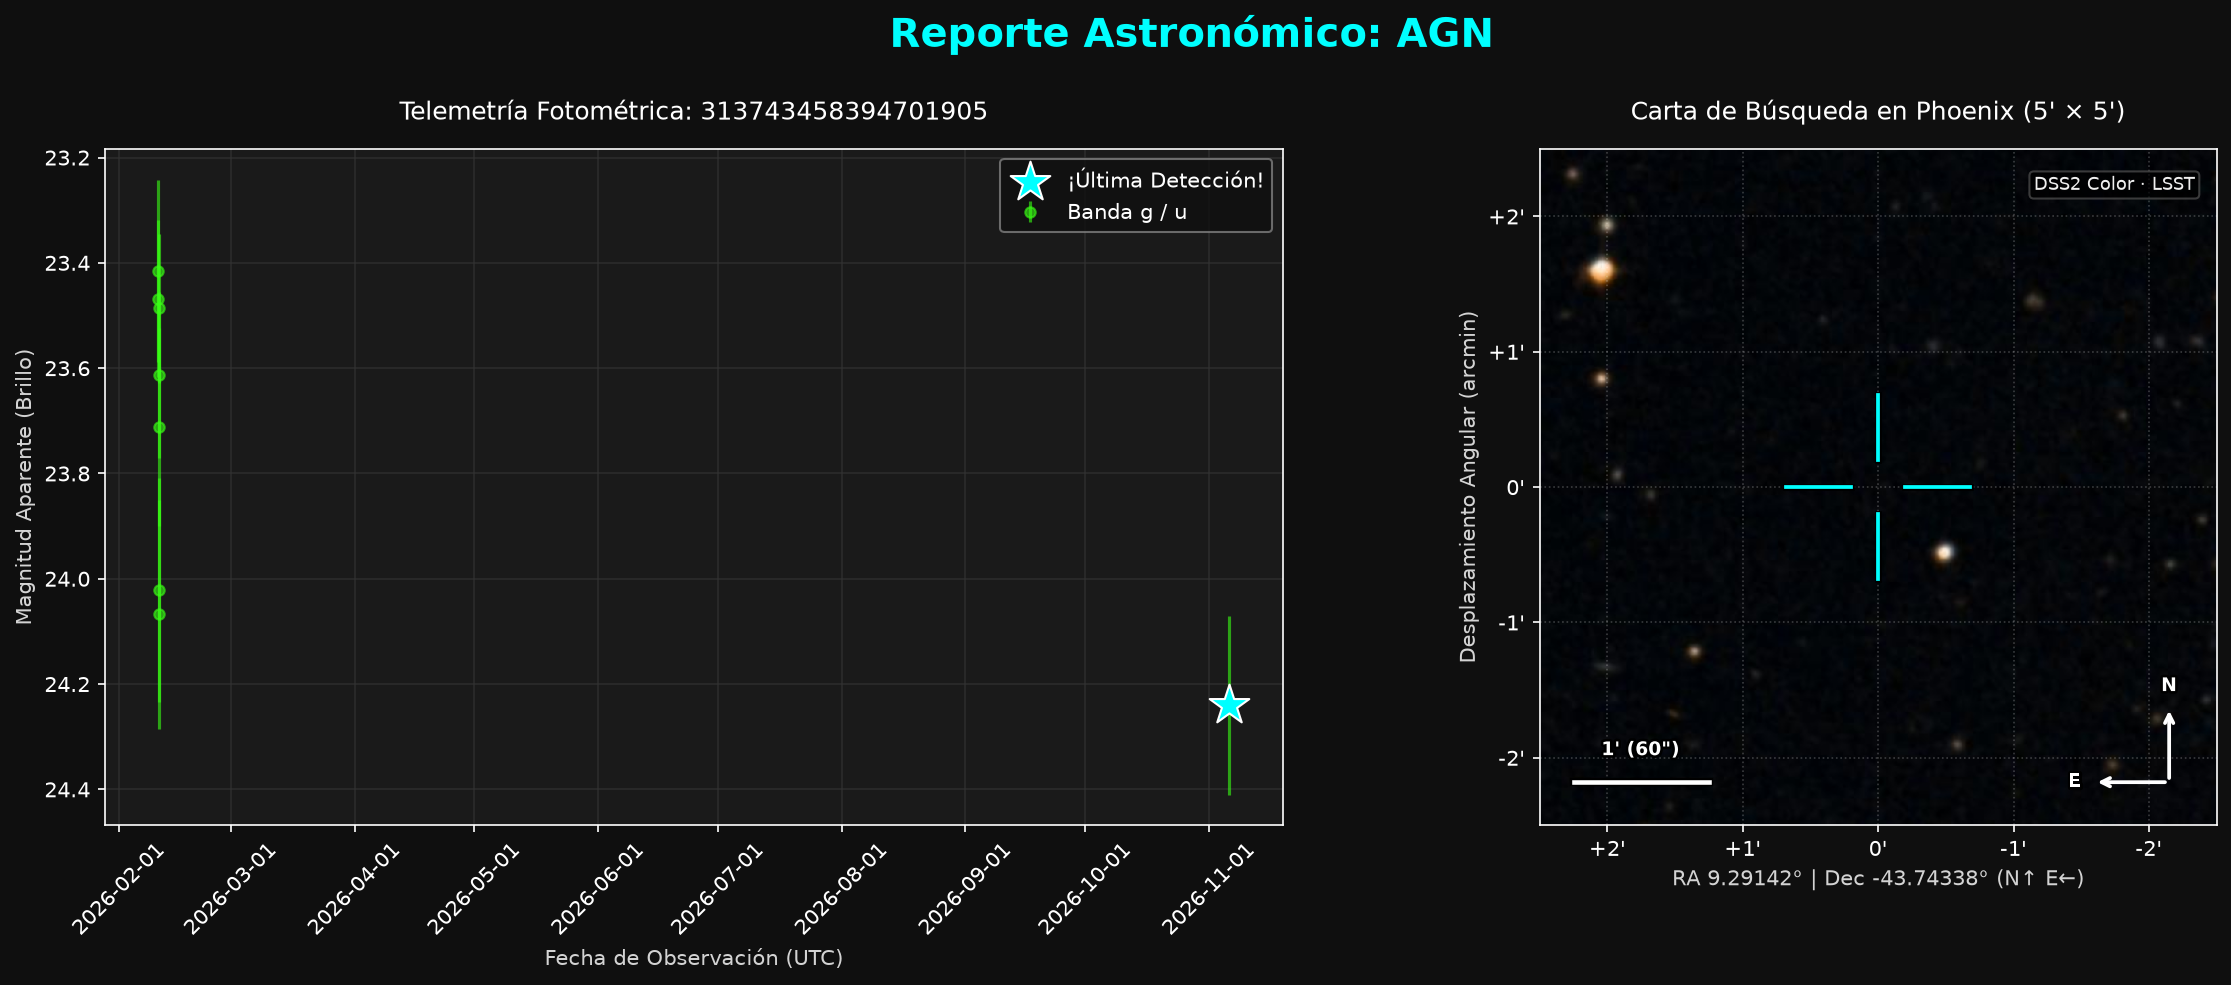 Reporte Astronómico: AGN
Telemetría Fotométrica: 313743458394701905
Magnitud Aparente (Brillo)
23.2
23.4
23.6
23.8
24.0
24.2
24.4
¡Última Detección!
Banda g / u
2026-02-01
2026-03-01
2026-04-01
2026-05-01
2026-06-01
2026-07-01
2026-08-01
2026-09-01
2026-10-01
2026-11-01
Fecha de Observación (UTC)
Carta de Búsqueda en Phoenix (5' × 5')
Desplazamiento Angular (arcmin)
+2'
+1'
0'
-1'
-2'
DSS2 Color · LSST
1' (60")
N
E
+2'
+1'
0'
-1'
-2'
RA 9.29142° | Dec -43.74338° (N↑ E←)